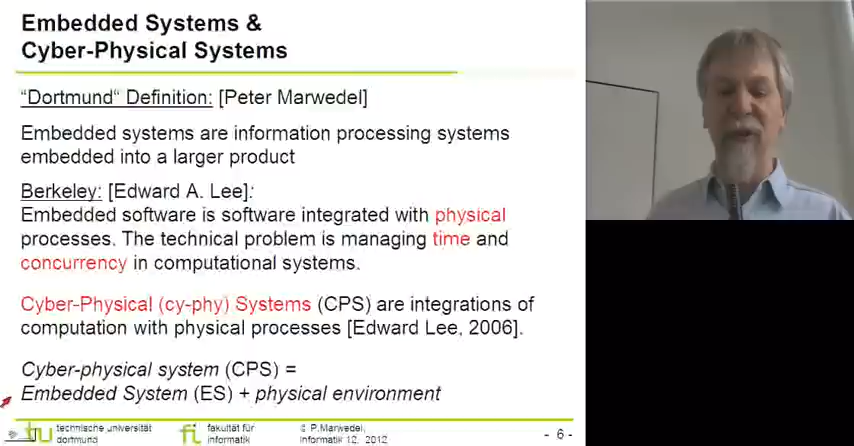 Embedded Systems &
Cyber-Physical Systems
“Dortmund“ Definition: [Peter Marwedel]
Embedded systems are information processing systems
embedded into a larger product
Berkeley: [Edward A. Lee]:
Embedded software is software integrated with physical
processes. The technical problem is managing time and
concurrency in computational systems.
Cyber-Physical (cy-phy) Systems (CPS) are integrations of
computation with physical processes [Edward Lee, 2006].
Cyber-physical system (CPS) =
Embedded System (ES) + physical environment
technische universität
dortmund
fakultät für
informatik
© P.Marwedel,
Informatik 12, 2012
- 6 -